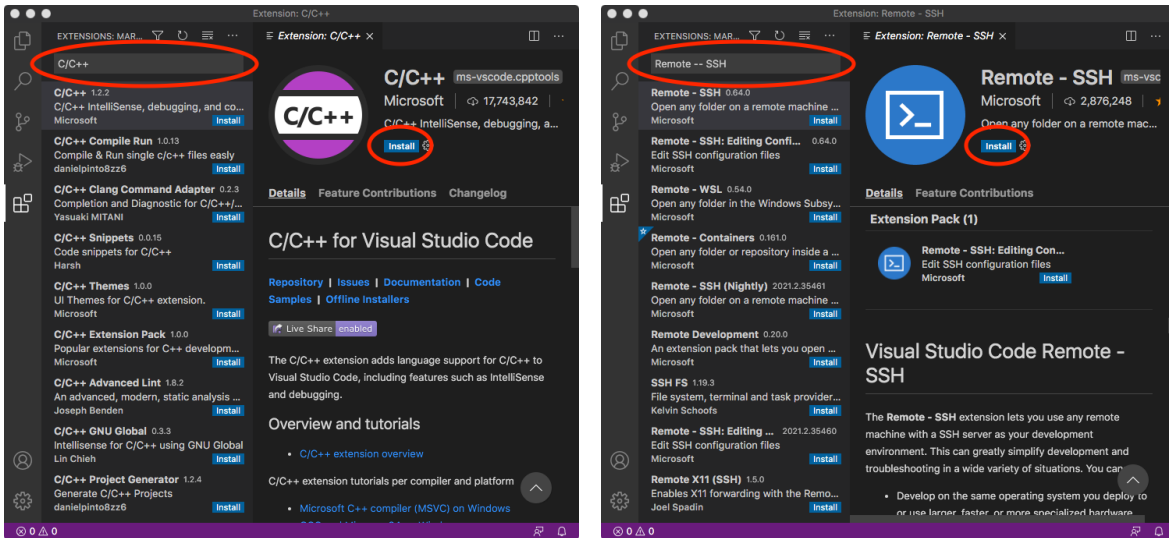 Extension: C/C++
EXTENSIONS: MAR...
C/C++
C/C++ 1.2.2
C/C++ IntelliSense, debugging, and co...
Microsoft Install
C/C++ Compile Run 1.0.13
Compile & Run single c/c++ files easily
danielpinto8zz6 Install
C/C++ Clang Command Adapter 0.2.3
Completion and Diagnostic for C/C++/...
Yasuaki MITANI Install
C/C++ Snippets 0.0.15
Code snippets for C/C++
Harsh Install
C/C++ Themes 1.0.0
UI Themes for C/C++ extension.
Microsoft Install
C/C++ Extension Pack 1.0.0
Popular extensions for C++ developm...
Microsoft Install
C/C++ Advanced Lint 1.8.2
An advanced, modern, static analysis ...
Joseph Benden Install
C/C++ GNU Global 0.3.3
Intellisense for C/C++ using GNU Global
Lin Chieh Install
C/C++ Project Generator 1.2.4
Generate C/C++ Projects
danielpinto8zz6 Install
Extension: C/C++
C/C++
C/C++ ms-vscode.cpptools
Microsoft 17,743,842
C/C++ IntelliSense, debugging, a...
Install
Details Feature Contributions Changelog
C/C++ for Visual Studio Code
Repository | Issues | Documentation | Code
Samples | Offline Installers
Live Share enabled
The C/C++ extension adds language support for C/C++ to
Visual Studio Code, including features such as IntelliSense
and debugging.
Overview and tutorials
• C/C++ extension overview
C/C++ extension tutorials per compiler and platform
• Microsoft C++ compiler (MSVC) on Windows
0 0
Extension: Remote - SSH
EXTENSIONS: MAR...
Remote -- SSH
Remote - SSH 0.64.0
Open any folder on a remote machine ...
Microsoft Install
Remote - SSH: Editing Confi... 0.64.0
Edit SSH configuration files
Microsoft Install
Remote - WSL 0.54.0
Open any folder in the Windows Subsy...
Microsoft Install
Remote - Containers 0.161.0
Open any folder or repository inside a ...
Microsoft Install
Remote - SSH (Nightly) 2021.2.35461
Open any folder on a remote machine ...
Microsoft Install
Remote Development 0.20.0
An extension pack that lets you open ...
Microsoft Install
SSH FS 1.19.3
File system, terminal and task provider...
Kelvin Schoofs Install
Remote - SSH: Editing ... 2021.2.35460
Edit SSH configuration files
Microsoft Install
Remote X11 (SSH) 1.5.0
Enables X11 forwarding with the Remo...
Joel Spadin Install
Extension: Remote - SSH
Remote - SSH ms-vsc
Microsoft 2,876,248
Open any folder on a remote mac...
Install
Details Feature Contributions
Extension Pack (1)
Remote - SSH: Editing Con...
Edit SSH configuration files
Microsoft Install
Visual Studio Code Remote -
SSH
The Remote - SSH extension lets you use any remote
machine with a SSH server as your development
environment. This can greatly simplify development and
troubleshooting in a wide variety of situations. You can
• Develop on the same operating system you deploy to
or use larger, faster, or more specialized hardware
0 0